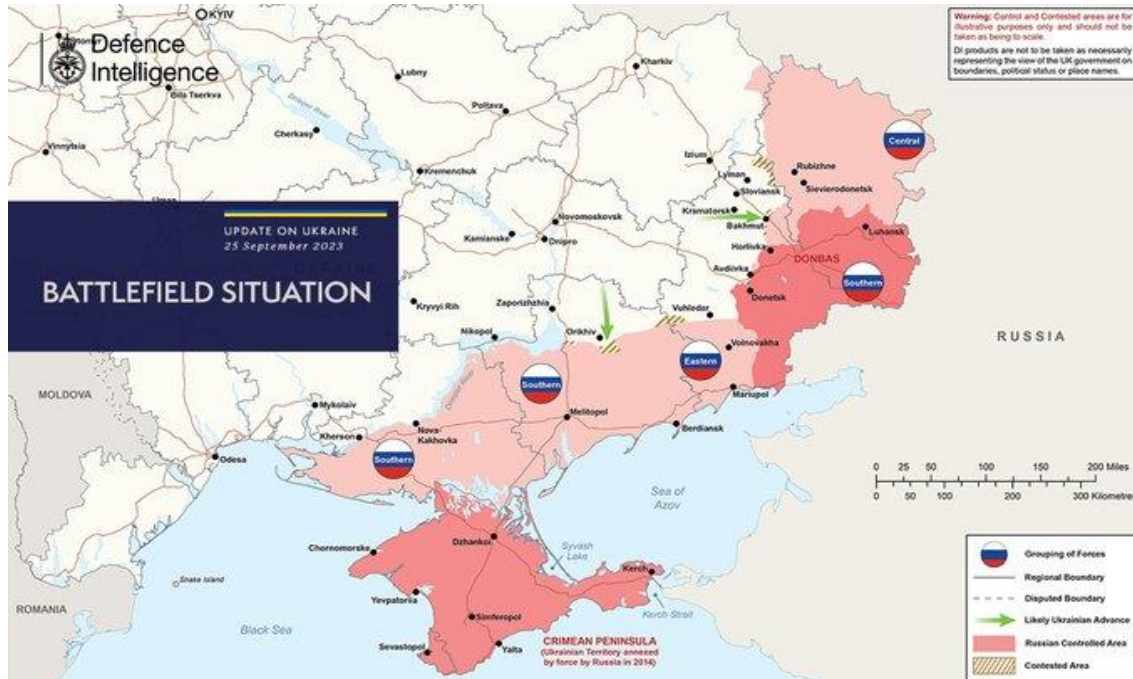 KYIV
Defence
Intelligence
Bila Tserkva
Vinnytsia
Cherkasy
Dnieper River
Lubny
Poltava
Kharkiv
Kremenchuk
Warning: Control and Contested areas are for
illustrative purposes only and should not be
taken as being to scale.
DI products are not to be taken as necessarily
representing the view of the UK government on
boundaries, political status or place names.
UPDATE ON UKRAINE
25 September 2023
BATTLEFIELD SITUATION
Izium
Lyman
Sloviansk
Kramatorsk
Bakhmut
Horlivka
Avdiivka
Donetsk
Rubizhne
Sievierodonetsk
Luhansk
DONBAS
Central
Southern
Novomoskovsk
Kamianske
Dnipro
Kryvyi Rih
Zaporizhzhia
Nikopol
Orikhiv
Vuhledar
Volnovakha
Eastern
Southern
Mariupol
Melitopol
Berdiansk
MOLDOVA
Mykolaiv
Kherson
Nova-
Kakhovka
Southern
Odesa
RUSSIA
0 25 50 100 150 200 Miles
0 50 100 200 300 Kilometre
Sea of
Azov
Chornomorske
Dzhankoi
Syvash
Lake
Kerch
Kerch Strait
Snake Island
Yevpatoria
Simferopol
Sevastopol
Yalta
ROMANIA
Black Sea
CRIMEAN PENINSULA
(Ukrainian Territory annexed
by force by Russia in 2014)
Grouping of Forces
Regional Boundary
Disputed Boundary
Likely Ukrainian Advance
Russian Controlled Area
Contested Area